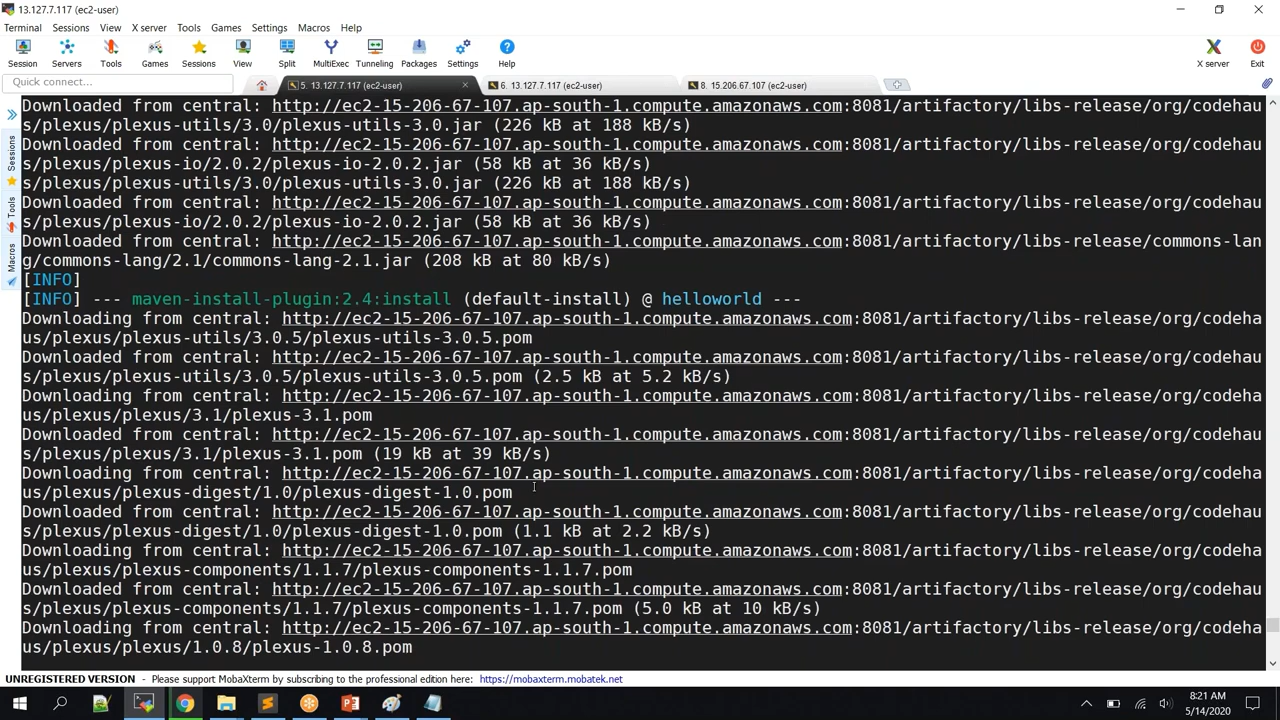 13.127.7.117 (ec2-user)
Terminal Sessions View X server Tools Games Settings Macros Help
Session Servers Tools Games Sessions View Split MultiExec Tunneling Packages Settings Help X server Exit
Quick connect... 5. 13.127.7.117 (ec2-user) 6. 13.127.7.117 (ec2-user) 8. 15.206.67.107 (ec2-user)
Sessions
Tools
Macros
Downloaded from central: http://ec2-15-206-67-107.ap-south-1.compute.amazonaws.com:8081/artifactory/libs-release/org/codehau
s/plexus/plexus-utils/3.0/plexus-utils-3.0.jar (226 kB at 188 kB/s)
Downloaded from central: http://ec2-15-206-67-107.ap-south-1.compute.amazonaws.com:8081/artifactory/libs-release/org/codehau
s/plexus/plexus-io/2.0.2/plexus-io-2.0.2.jar (58 kB at 36 kB/s)
s/plexus/plexus-utils/3.0/plexus-utils-3.0.jar (226 kB at 188 kB/s)
Downloaded from central: http://ec2-15-206-67-107.ap-south-1.compute.amazonaws.com:8081/artifactory/libs-release/org/codehau
s/plexus/plexus-io/2.0.2/plexus-io-2.0.2.jar (58 kB at 36 kB/s)
Downloaded from central: http://ec2-15-206-67-107.ap-south-1.compute.amazonaws.com:8081/artifactory/libs-release/commons-lan
g/commons-lang/2.1/commons-lang-2.1.jar (208 kB at 80 kB/s)
[INFO]
[INFO] --- maven-install-plugin:2.4:install (default-install) @ helloworld ---
Downloading from central: http://ec2-15-206-67-107.ap-south-1.compute.amazonaws.com:8081/artifactory/libs-release/org/codeha
us/plexus/plexus-utils/3.0.5/plexus-utils-3.0.5.pom
Downloaded from central: http://ec2-15-206-67-107.ap-south-1.compute.amazonaws.com:8081/artifactory/libs-release/org/codehau
s/plexus/plexus-utils/3.0.5/plexus-utils-3.0.5.pom (2.5 kB at 5.2 kB/s)
Downloading from central: http://ec2-15-206-67-107.ap-south-1.compute.amazonaws.com:8081/artifactory/libs-release/org/codeha
us/plexus/plexus/3.1/plexus-3.1.pom
Downloaded from central: http://ec2-15-206-67-107.ap-south-1.compute.amazonaws.com:8081/artifactory/libs-release/org/codehau
s/plexus/plexus/3.1/plexus-3.1.pom (19 kB at 39 kB/s)
Downloading from central: http://ec2-15-206-67-107.ap-south-1.compute.amazonaws.com:8081/artifactory/libs-release/org/codeha
us/plexus/plexus-digest/1.0/plexus-digest-1.0.pom
Downloaded from central: http://ec2-15-206-67-107.ap-south-1.compute.amazonaws.com:8081/artifactory/libs-release/org/codehau
s/plexus/plexus-digest/1.0/plexus-digest-1.0.pom (1.1 kB at 2.2 kB/s)
Downloading from central: http://ec2-15-206-67-107.ap-south-1.compute.amazonaws.com:8081/artifactory/libs-release/org/codeha
us/plexus/plexus-components/1.1.7/plexus-components-1.1.7.pom
Downloaded from central: http://ec2-15-206-67-107.ap-south-1.compute.amazonaws.com:8081/artifactory/libs-release/org/codehau
s/plexus/plexus-components/1.1.7/plexus-components-1.1.7.pom (5.0 kB at 10 kB/s)
Downloading from central: http://ec2-15-206-67-107.ap-south-1.compute.amazonaws.com:8081/artifactory/libs-release/org/codeha
us/plexus/plexus/1.0.8/plexus-1.0.8.pom
UNREGISTERED VERSION - Please support MobaXterm by subscribing to the professional edition here: https://mobaxterm.mobatek.net
8:21 AM
5/14/2020